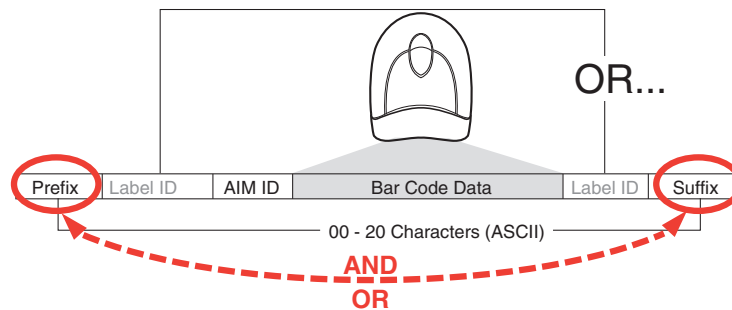 OR...
Prefix Label ID AIM ID Bar Code Data Label ID Suffix
00 - 20 Characters (ASCII)
AND
OR